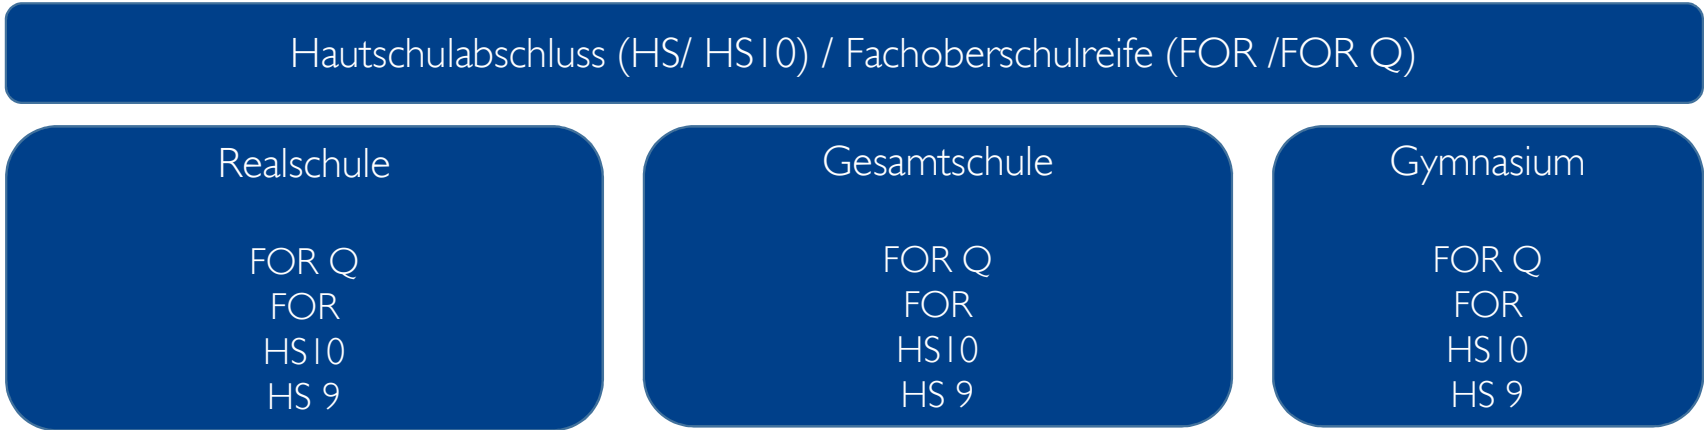 Hautschulabschluss (HS/ HS10) / Fachoberschulreife (FOR /FOR Q)
Realschule
FOR Q
FOR
HS10
HS 9
Gesamtschule
FOR Q
FOR
HS10
HS 9
Gymnasium
FOR Q
FOR
HS10
HS 9